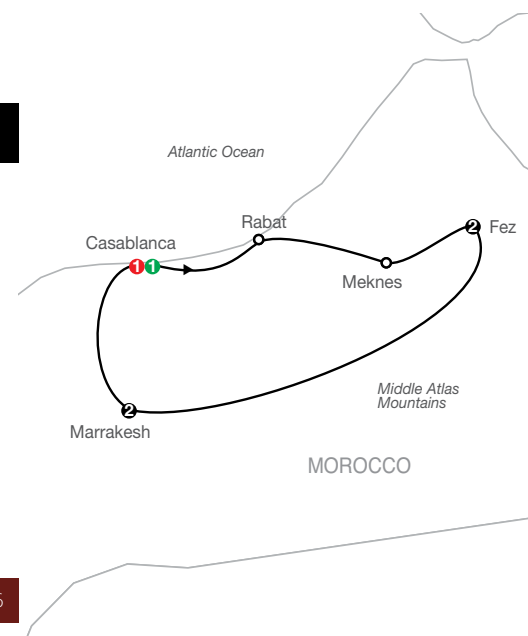 Atlantic Ocean
Rabat
Casablanca
1 1
2 Fez
Meknes
Middle Atlas
Mountains
2
Marrakesh
MOROCCO